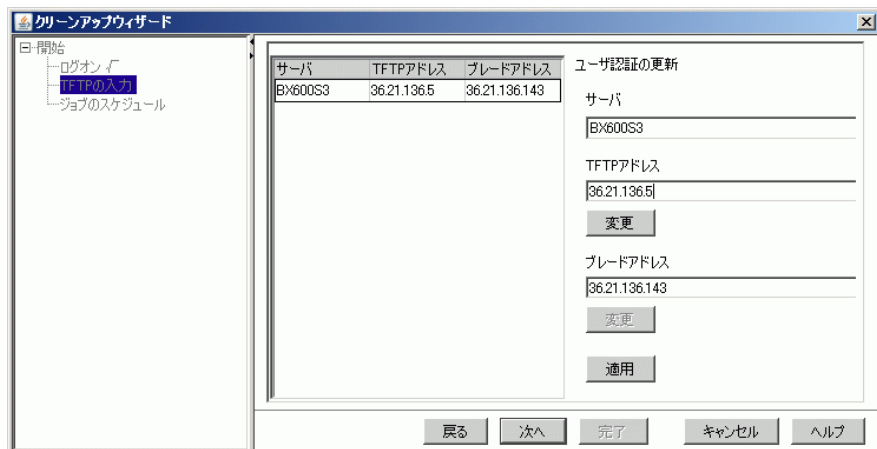 クリーンアップウィザード
開始
ログオン √
TFTPの入力
ジョブのスケジュール
サーバ TFTPアドレス ブレードアドレス
BX600S3 36.21.136.5 36.21.136.143
ユーザ認証の更新
サーバ
BX600S3
TFTPアドレス
36.21.136.5
変更
ブレードアドレス
36.21.136.143
変更
適用
戻る 次へ 完了 キャンセル ヘルプ